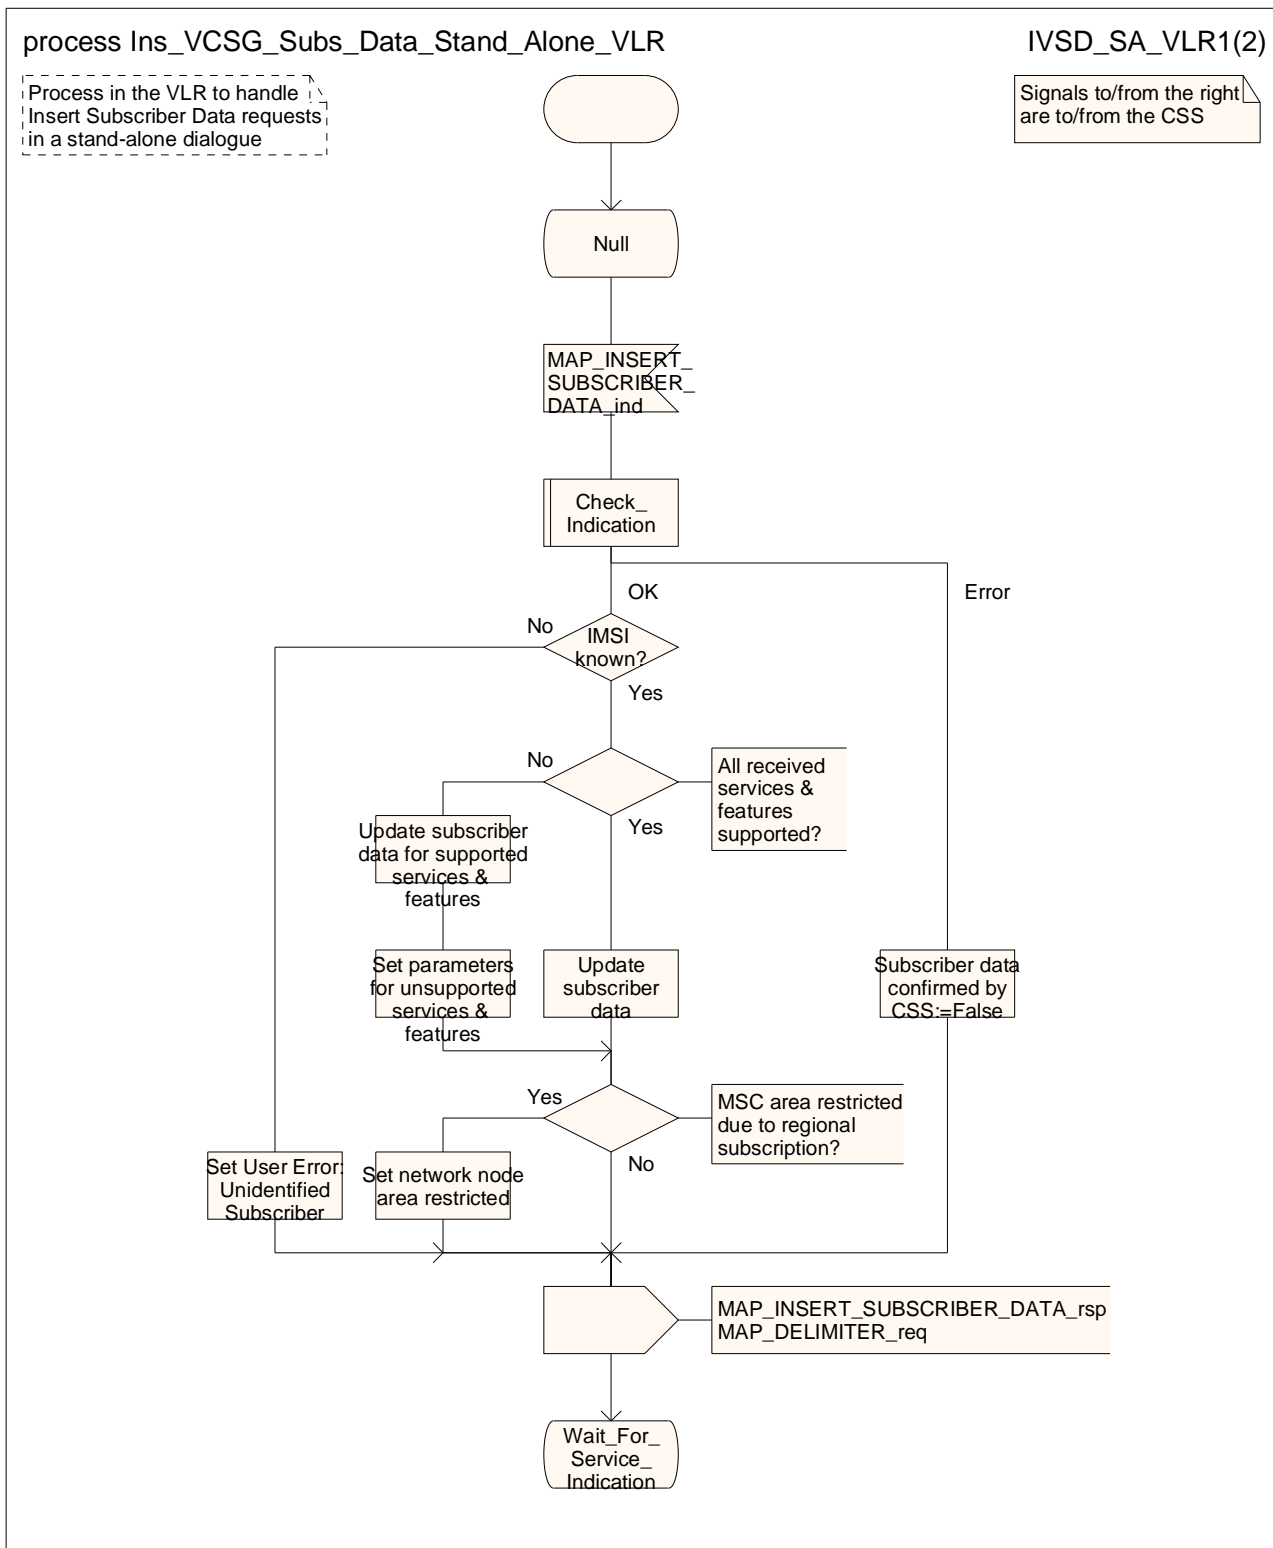 process Ins_VCSG_Subs_Data_Stand_Alone_VLR
IVSD_SA_VLR1(2)
Process in the VLR to handle
Insert Subscriber Data requests
in a stand-alone dialogue
Signals to/from the right
are to/from the CSS
Null
MAP_INSERT_
SUBSCRIBER_
DATA_ind
Check_
Indication
OK
Error
No
IMSI
known?
Yes
No
All received
services &
features
supported?
Yes
Update subscriber
data for supported
services &
features
Set parameters
for unsupported
services &
features
Update
subscriber
data
Subscriber data
confirmed by
CSS:=False
Yes
MSC area restricted
due to regional
subscription?
No
Set User Error:
Unidentified
Subscriber
Set network node
area restricted
MAP_INSERT_SUBSCRIBER_DATA_rsp
MAP_DELIMITER_req
Wait_For_
Service_
Indication